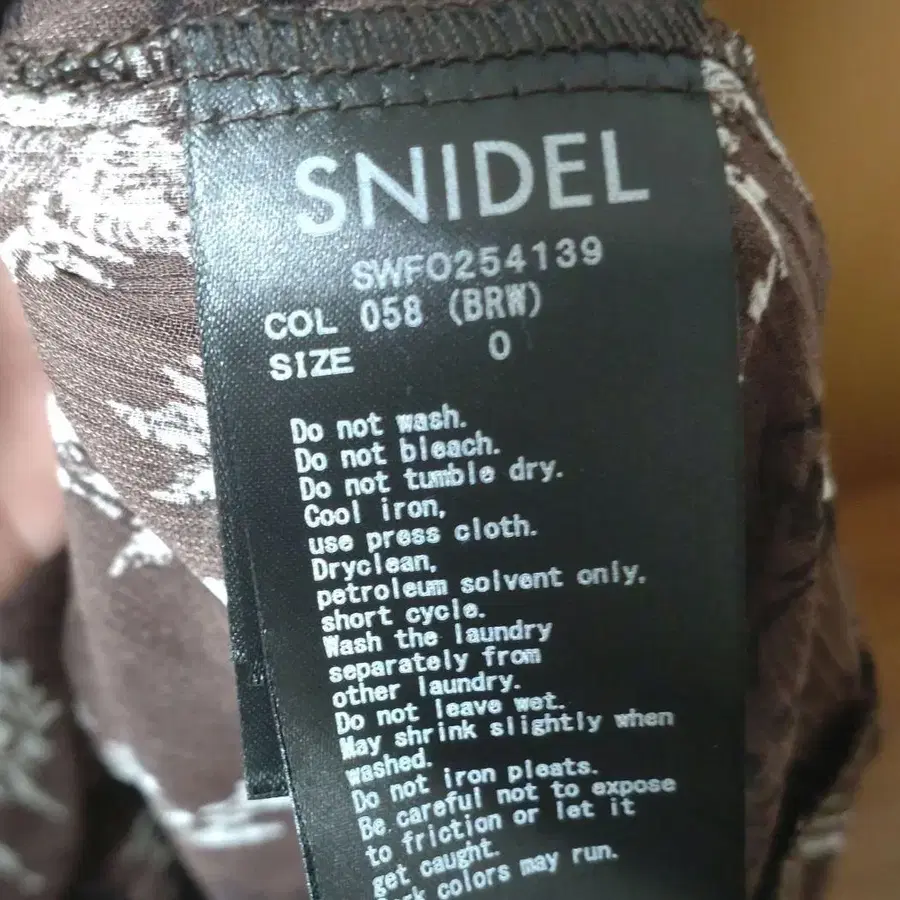 SNIDEL
SWFO254139
COL 058 (BRW)
SIZE 0
Do not wash.
Do not bleach.
Do not tumble dry.
Cool iron,
use press cloth.
Dryclean,
petroleum solvent only.
short cycle.
Wash the laundry
separately from
other laundry.
Do not leave wet.
May shrink slightly when
washed.
Do not iron pleats.
Be careful not to expose
to friction or let it
get caught.
Dark colors may run.